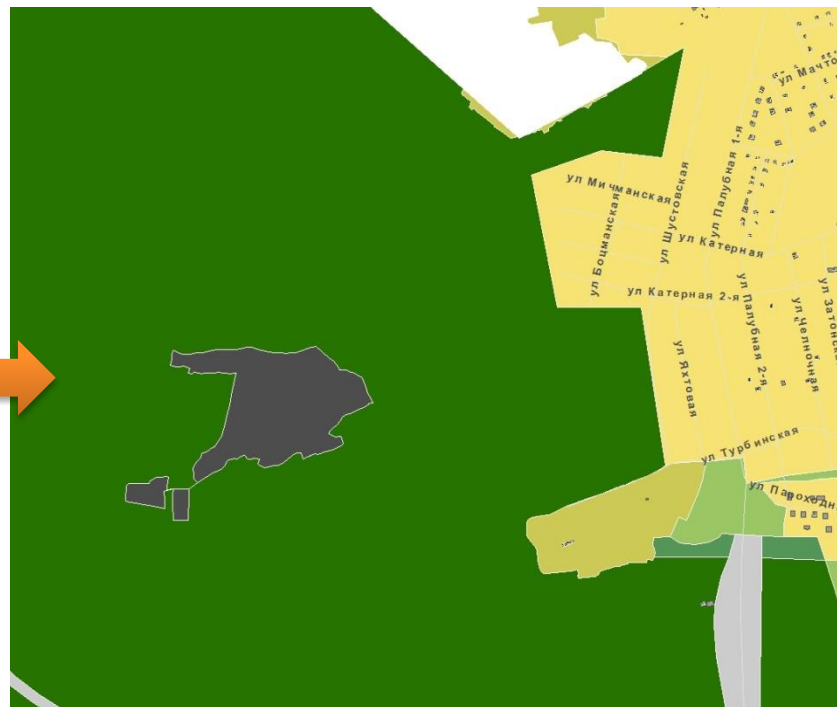 ул Мачто
ул Мичманская
ул Боцманская
ул Шустовская
ул Палубная 1-я
ул Катерная
ул Катерная 2-я
ул Палубная 2-я
ул Челночная
ул Затонска
ул Яхтовая
ул Турбинская
ул Пароходн